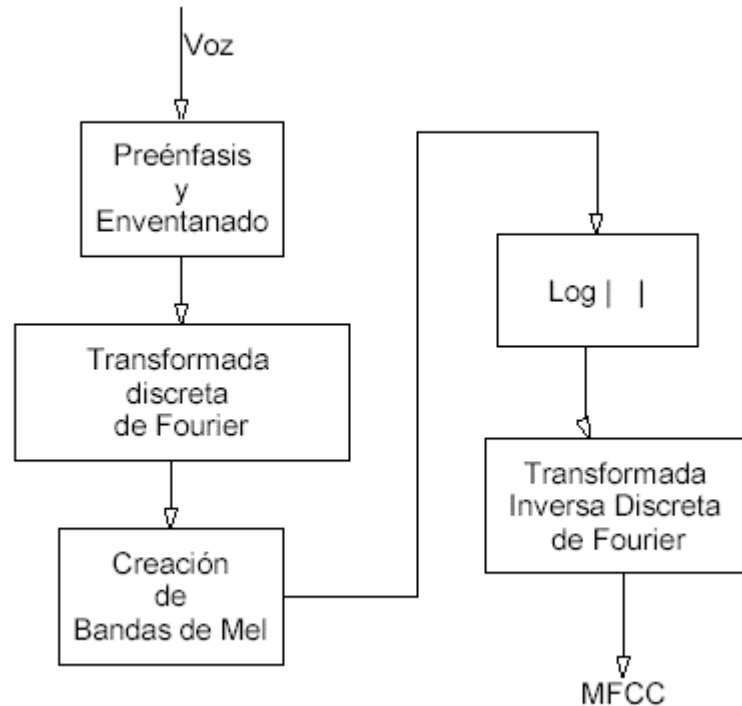 Voz
Preénfasis
y
Enventanado
Transformada
discreta
de Fourier
Creación
de
Bandas de Mel
Log |   |
Transformada
Inversa Discreta
de Fourier
MFCC